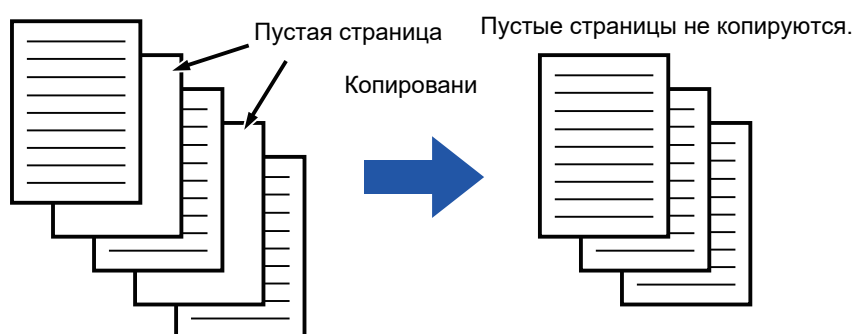 Пустая страница
Пустые страницы не копируются.
Копировани